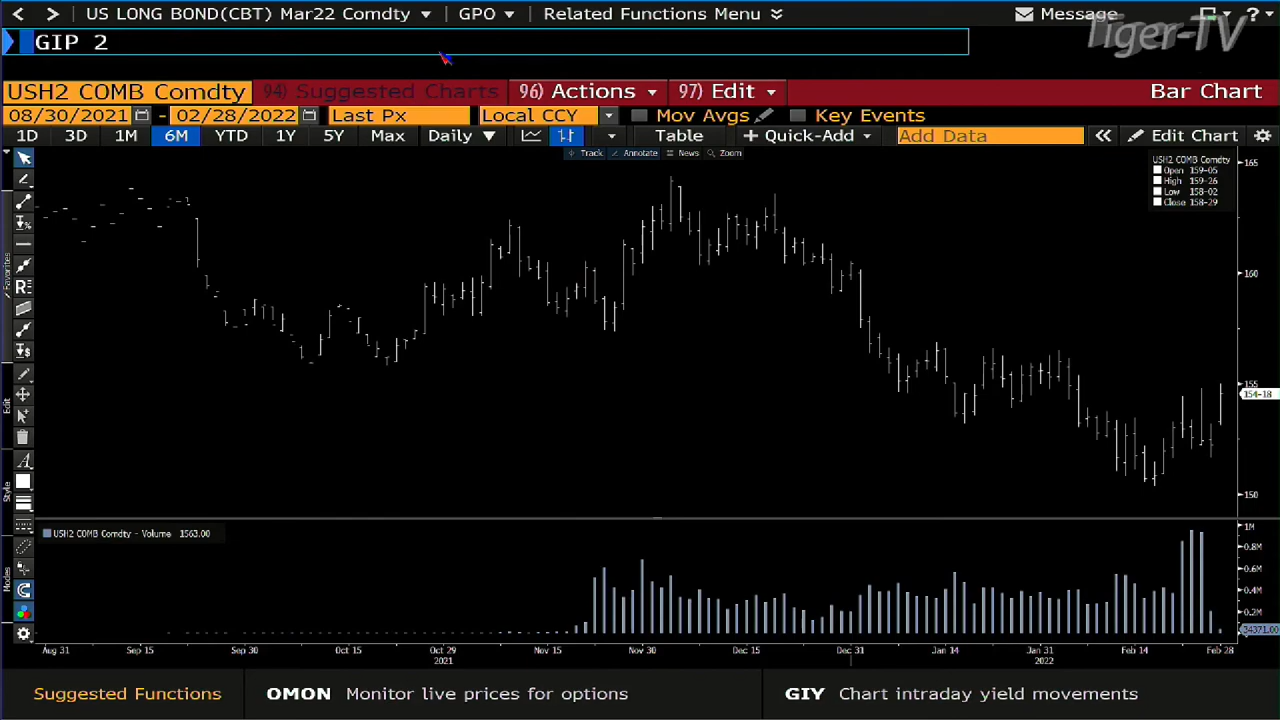 US LONG BOND(CBT) Mar22 Comdty GPO Related Functions Menu Message ?
Tiger-TV
GIP 2
USH2 COMB Comdty 94) Suggested Charts 96) Actions 97) Edit Bar Chart
08/30/2021 - 02/28/2022 Last Px Local CCY Mov Avgs Key Events
1D 3D 1M 6M YTD 1Y 5Y Max Daily Table + Quick-Add Add Data « Edit Chart
Track Annotate News Zoom
USH2 COMB Comdty
Open 159-05
High 159-26
Low 158-02
Close 158-29
165
160
155
154-18
150
Favorites
Edit
Style
Modes
USH2 COMB Comdty - Volume 1563.00
1M
0.8M
0.6M
0.4M
0.2M
34371.00
Aug 31 Sep 15 Sep 30 Oct 15 Oct 29 Nov 15 Nov 30 Dec 15 Dec 31 Jan 14 Jan 31 Feb 14 Feb 28
2021 2022
Suggested Functions OMON Monitor live prices for options GIY Chart intraday yield movements